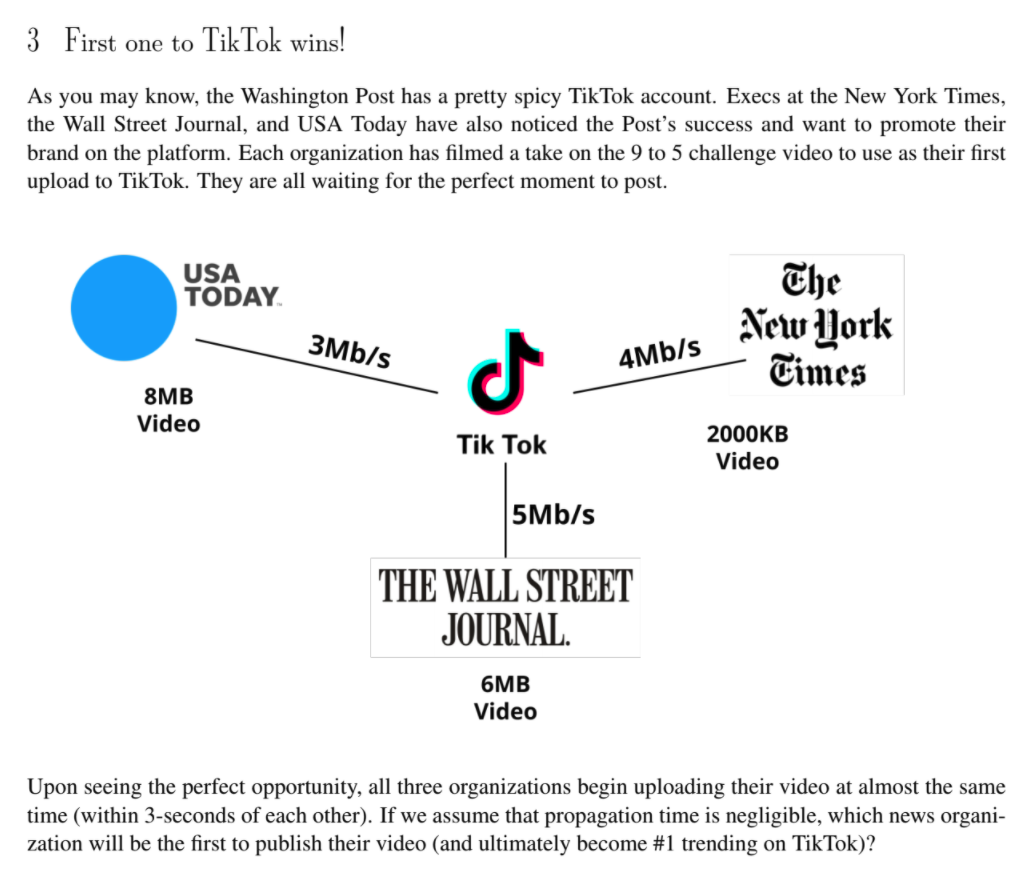 3 First one to TikTok wins!
As you may know, the Washington Post has a pretty spicy TikTok account. Execs at the New York Times,
the Wall Street Journal, and USA Today have also noticed the Post's success and want to promote their
brand on the platform. Each organization has filmed a take on the 9 to 5 challenge video to use as their first
upload to TikTok. They are all waiting for the perfect moment to post.
USA
TODAY
8MB
Video
3Mb/s
Tik Tok
4Mb/s
The
New York
Times
2000KB
Video
5Mb/s
THE WALL STREET
JOURNAL.
6MB
Video
Upon seeing the perfect opportunity, all three organizations begin uploading their video at almost the same
time (within 3-seconds of each other). If we assume that propagation time is negligible, which news organi-
zation will be the first to publish their video (and ultimately become #1 trending on TikTok)?